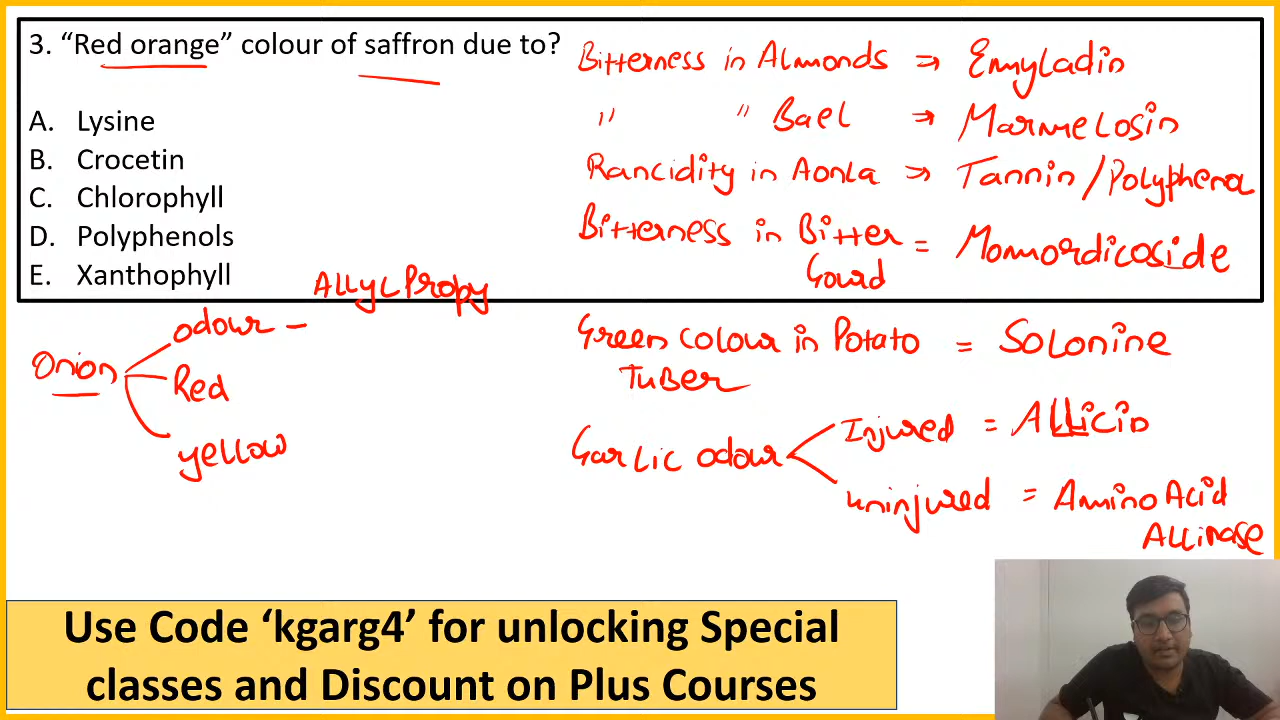 3. “Red orange” colour of saffron due to?
A. Lysine
B. Crocetin
C. Chlorophyll
D. Polyphenols
E. Xanthophyll
Bitterness in Almonds ⇒ Emyladin
" " Bael → Marmelosin
Rancidity in Aonla ⇒ Tannin/Polyphenol
Bitterness in Bitter Gourd = Mommordicoside
Onion
odour - Allyl Propy
Red
yellow
Green colour in Potato = Solonine
Tuber
Garlic odour
Injured = Allicin
uninjured = Amino Acid
Allinase
Use Code ‘kgarg4’ for unlocking Special
classes and Discount on Plus Courses